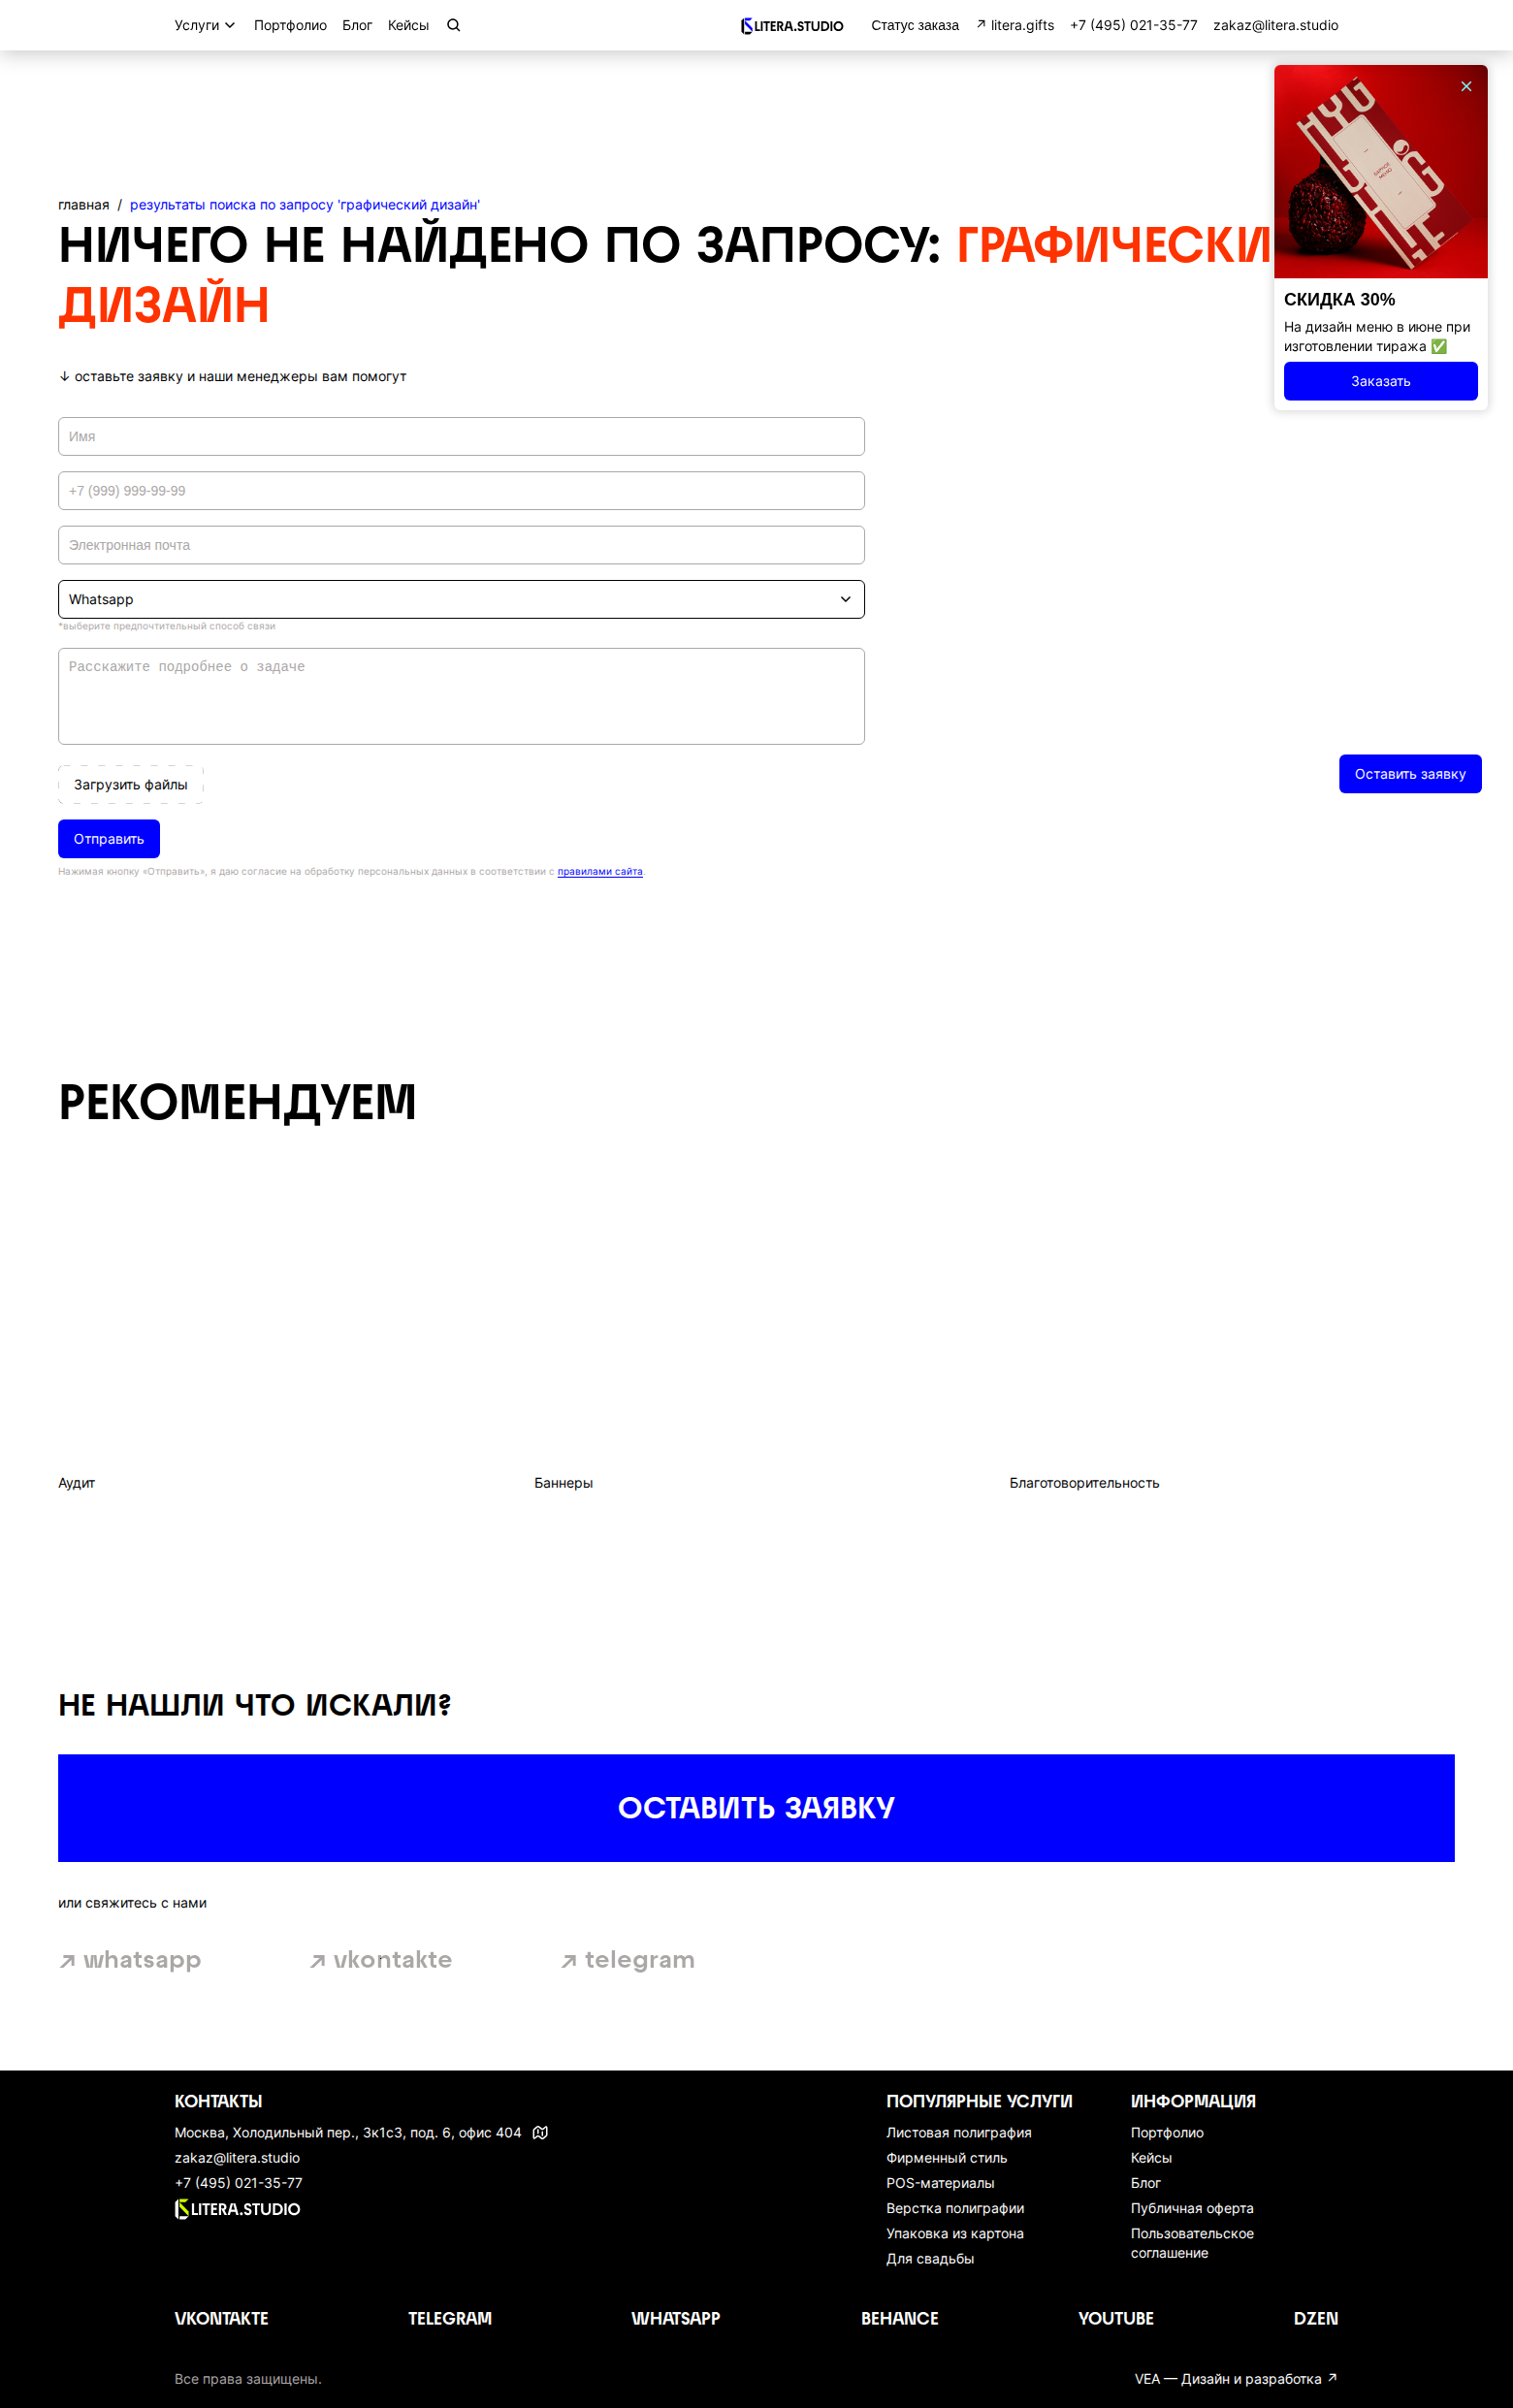 Услуги
Портфолио
Блог
Кейсы
LITERA.STUDIO
Статус заказа
↗ litera.gifts
+7 (495) 021-35-77
zakaz@litera.studio
главная / результаты поиска по запросу 'графический дизайн'
НИЧЕГО НЕ НАЙДЕНО ПО ЗАПРОСУ: ГРАФИЧЕСКИ
ДИЗАЙН
СКИДКА 30%
На дизайн меню в июне при
изготовлении тиража ✅
Заказать
↓ оставьте заявку и наши менеджеры вам помогут
Имя
+7 (999) 999-99-99
Электронная почта
Whatsapp
*выберите предпочтительный способ связи
Расскажите подробнее о задаче
Загрузить файлы
Оставить заявку
Отправить
Нажимая кнопку «Отправить», я даю согласие на обработку персональных данных в соответствии с правилами сайта.
РЕКОМЕНДУЕМ
Аудит
Баннеры
Благотоворительность
НЕ НАШЛИ ЧТО ИСКАЛИ?
ОСТАВИТЬ ЗАЯВКУ
или свяжитесь с нами
↗ whatsapp
↗ vkontakte
↗ telegram
КОНТАКТЫ
Москва, Холодильный пер., 3к1с3, под. 6, офис 404
zakaz@litera.studio
+7 (495) 021-35-77
LITERA.STUDIO
ПОПУЛЯРНЫЕ УСЛУГИ
Листовая полиграфия
Фирменный стиль
POS-материалы
Верстка полиграфии
Упаковка из картона
Для свадьбы
ИНФОРМАЦИЯ
Портфолио
Кейсы
Блог
Публичная оферта
Пользовательское
соглашение
VKONTAKTE
TELEGRAM
WHATSAPP
BEHANCE
YOUTUBE
DZEN
Все права защищены.
VEA — Дизайн и разработка ↗